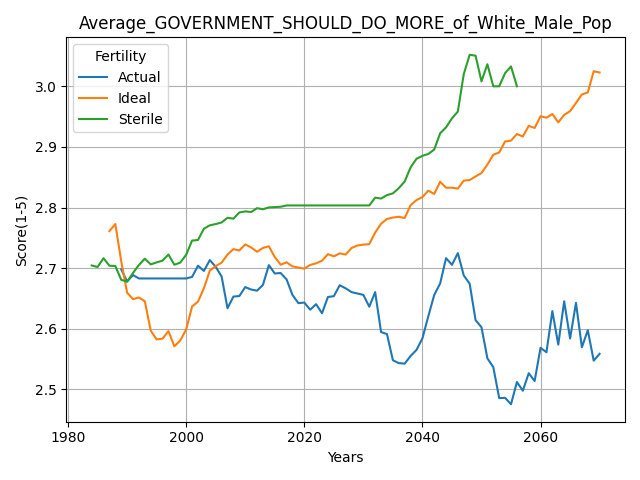 Average_GOVERNMENT_SHOULD_DO_MORE_of_White_Male_Pop
Fertility
Actual
Ideal
Sterile
Score(1-5)
3.0
2.9
2.8
2.7
2.6
2.5
1980
2000
2020
2040
2060
Years